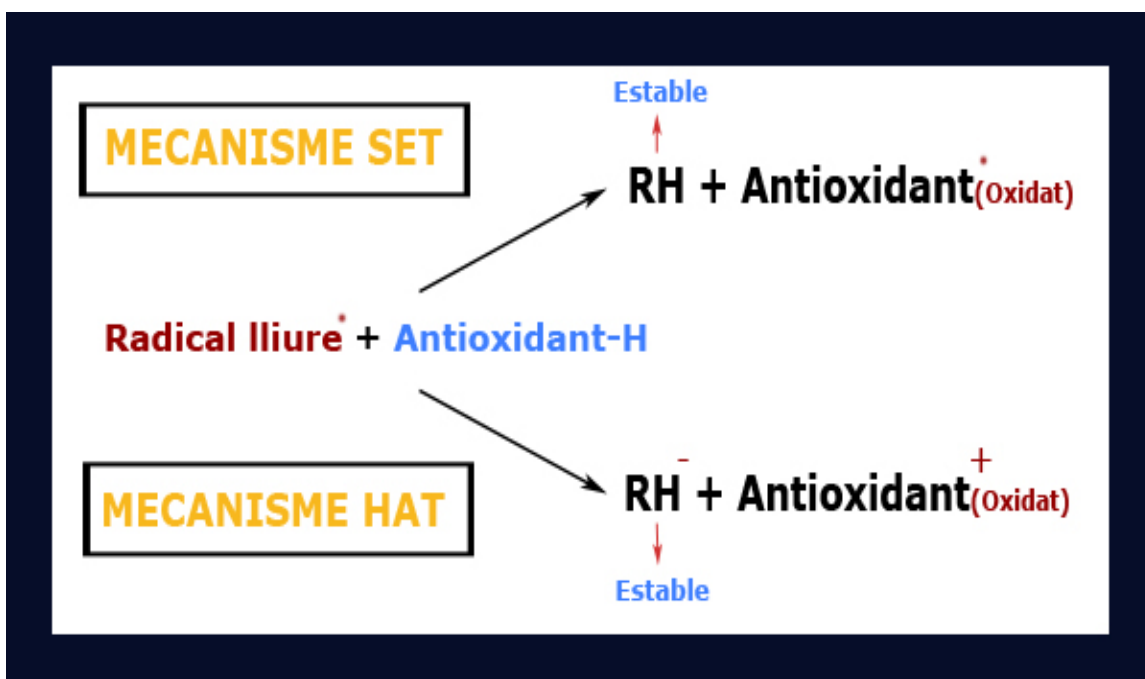 Estable
MECANISME SET
RH + Antioxidant•(Oxidat)
Radical lliure• + Antioxidant-H
RH⁻ + Antioxidant⁺(Oxidat)
MECANISME HAT
Estable